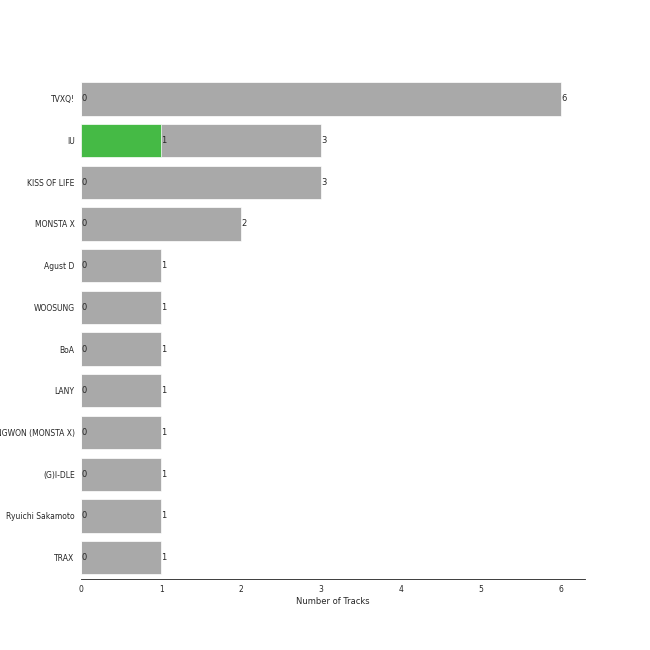 TVXQ! 0 6
IU 1 3
KISS OF LIFE 0 3
MONSTA X 0 2
Agust D 0 1
WOOSUNG 0 1
BoA 0 1
LANY 0 1
NGWON (MONSTA X) 0 1
(G)I-DLE 0 1
Ryuichi Sakamoto 0 1
TRAX 0 1
0 1 2 3 4 5 6
Number of Tracks